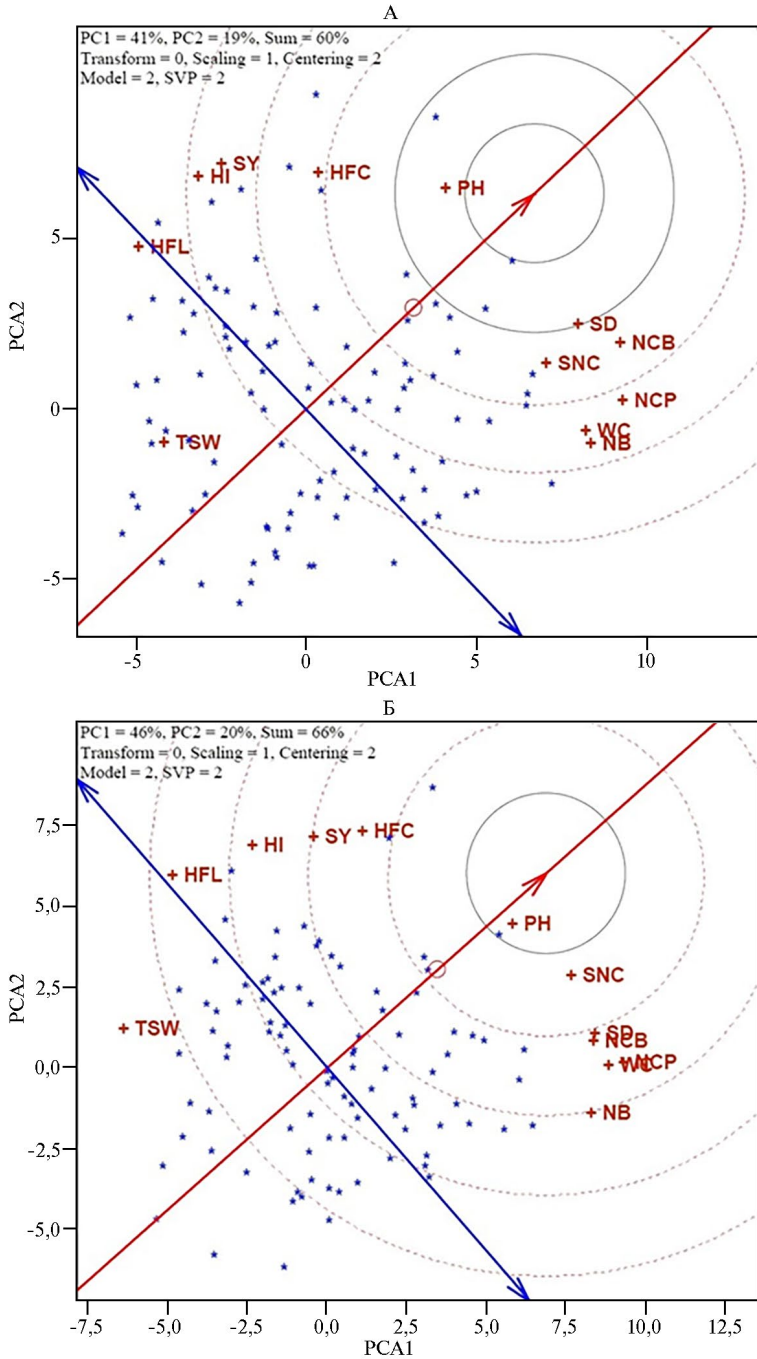 А
PC1 = 41%, PC2 = 19%, Sum = 60%
Transform = 0, Scaling = 1, Centering = 2
Model = 2, SVP = 2
SY
HI
HFC
PH
HFL
5
SD
NCB
SNC
NCP
PCA2
0
WC
TSW
NB
-5
-5
0
5
10
PCA1
Б
PC1 = 46%, PC2 = 20%, Sum = 66%
Transform = 0, Scaling = 1, Centering = 2
Model = 2, SVP = 2
7,5
HFC
SY
HI
HFL
5,0
PH
SNC
2,5
PCA2
TSW
SD
NCB
0,0
WC
NCP
NB
-2,5
-5,0
-7,5
-5,0
-2,5
0,0
2,5
5,0
7,5
10,0
12,5
PCA1